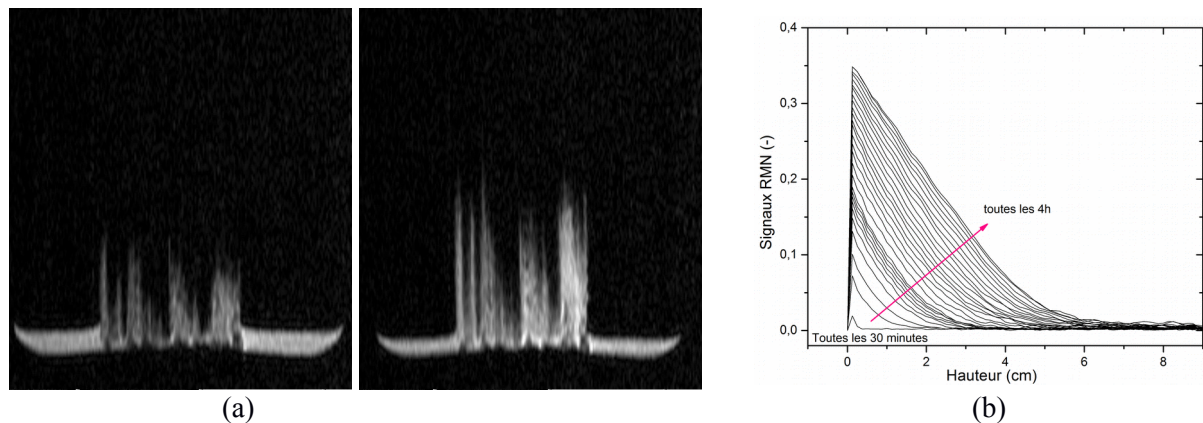 0,4
0,3
0,2
0,1
0,0
Signaux RMN (-)
toutes les 4h
Toutes les 30 minutes
0 2 4 6 8
Hauteur (cm)
(a) (b)